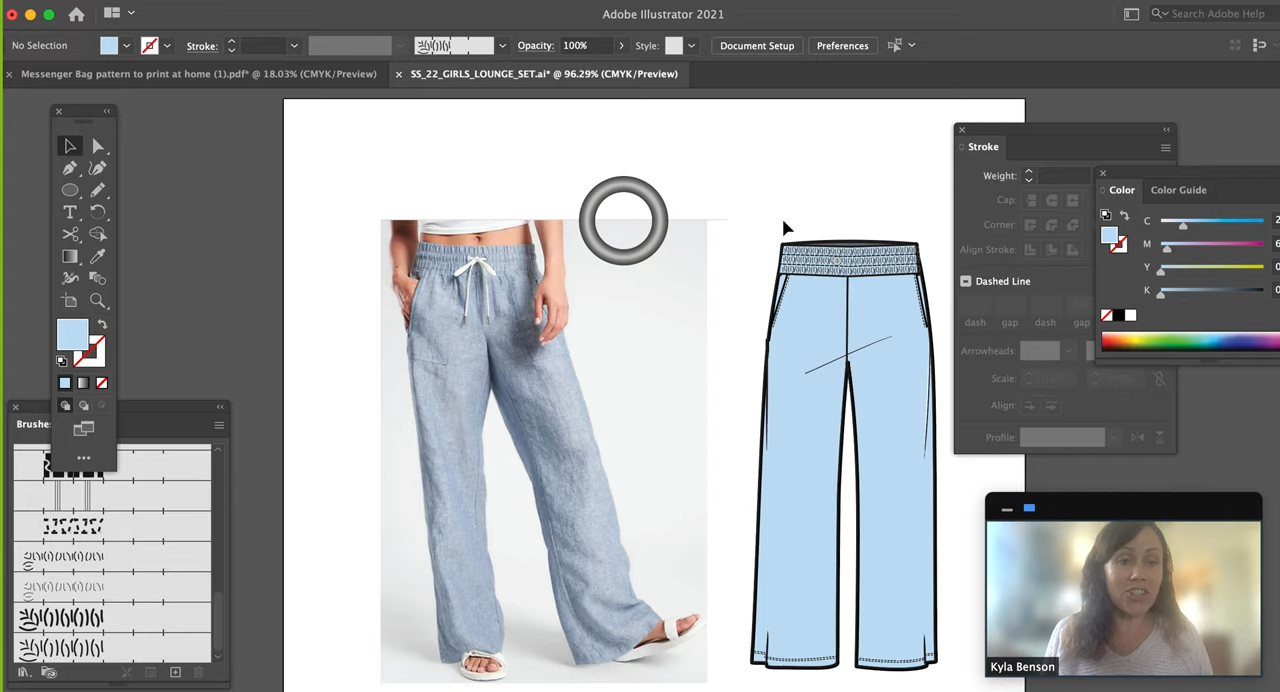 Adobe Illustrator 2021
Search Adobe Help
No Selection
Stroke:
Opacity: 100%
Style:
Document Setup
Preferences
Messenger Bag pattern to print at home (1).pdf* @ 18.03% (CMYK/Preview)
SS_22_GIRLS_LOUNGE_SET.ai* @ 96.29% (CMYK/Preview)
Stroke
Weight:
Cap:
Corner:
Align Stroke:
Dashed Line
dash gap dash gap
Arrowheads:
Scale: 100% 100%
Align:
Profile:
Color
Color Guide
C
M
Y
K
Brushes
Kyla Benson